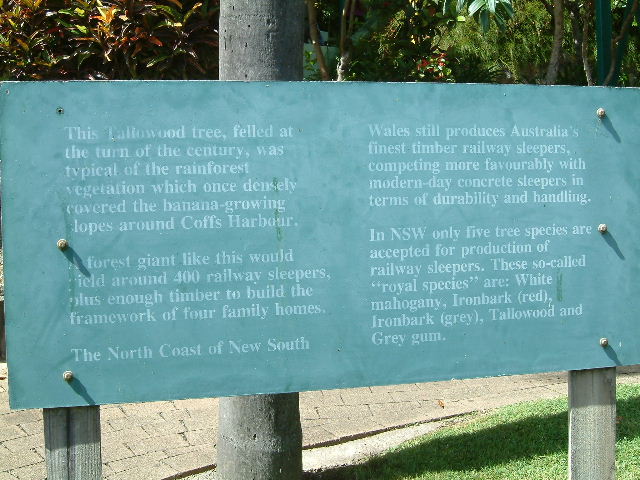 This Tallowood tree, felled at
the turn of the century, was
typical of the rainforest
vegetation which once densely
covered the banana-growing
slopes around Coffs Harbour.
A forest giant like this would
yield around 400 railway sleepers,
plus enough timber to build the
framework of four family homes.
The North Coast of New South
Wales still produces Australia's
finest timber railway sleepers,
competing more favourably with
modern-day concrete sleepers in
terms of durability and handling.
In NSW only five tree species are
accepted for production of
railway sleepers. These so-called
"royal species" are: White
mahogany, Ironbark (red),
Ironbark (grey), Tallowood and
Grey gum.